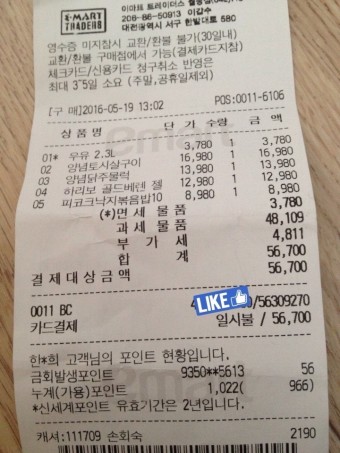 E-MART
TRADERS
이마트 트레이더스
206-86-50913 이갑수
대전광역시 서구 한밭대로 580
영수증 미지참시 교환/환불 불가(30일내)
교환/환불 구매점에서 가능(결제카드지참)
체크카드/신용카드 청구취소 반영은
최대 3~5일 소요 (주말,공휴일제외)
[구 매]2016-05-19 13:02 POS:0011-6106
상품명 단 가 수량 금 액
01* 우유 2.3L 3,780 1 3,780
02 양념토시살구이 16,980 1 16,980
03 양념닭주물럭 13,980 1 13,980
04 하리보 골드베렌 젤 12,980 1 12,980
05 피코크낙지볶음밥10 8,980 1 8,980
(*)면 세 물 품 3,780
과 세 물 품 48,109
부 가 세 4,811
합 계 56,700
결 제 대 상 금 액 56,700
LIKE
0011 BC 0/56309270
카드결제 일시불 / 56,700
한*희 고객님의 포인트 현황입니다.
금회발생포인트 9350**5613 56
누계(가용)포인트 1,022( 966)
*신세계포인트 유효기간은 2년입니다.
캐셔:111709 손회숙 2190